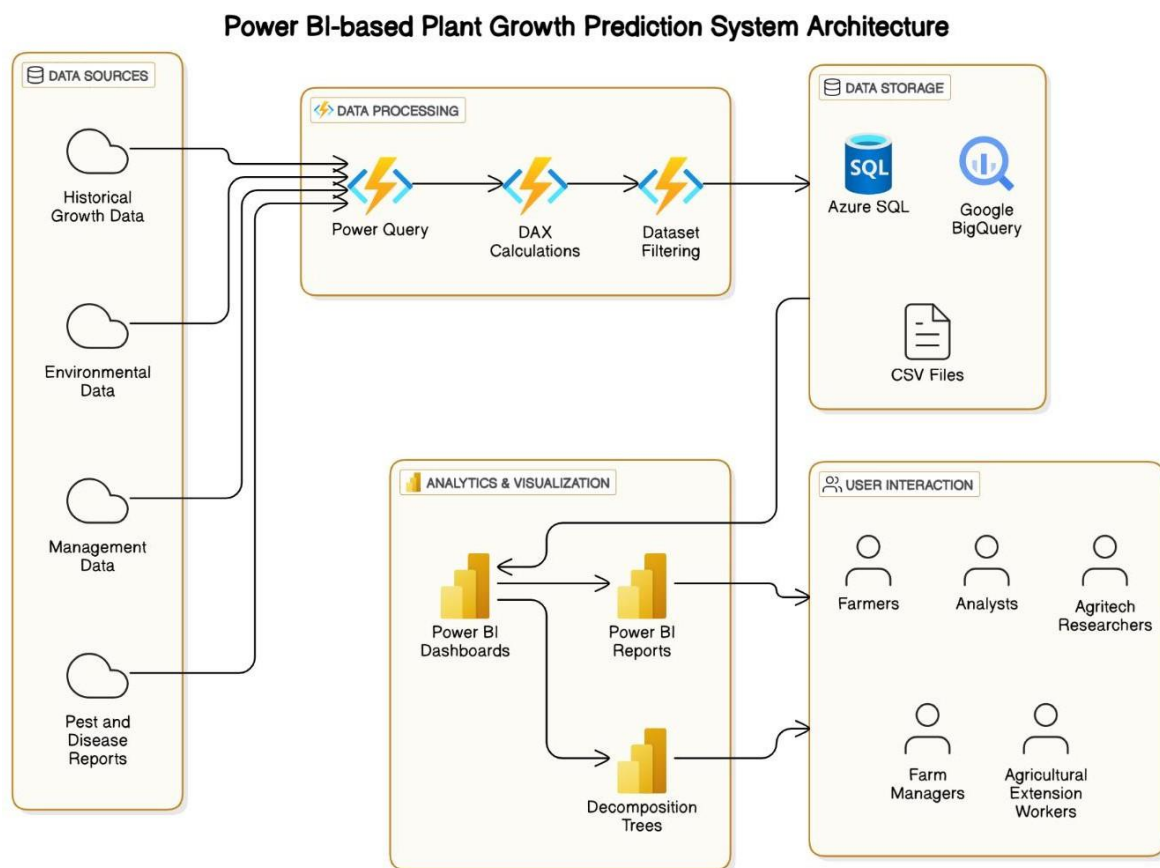 Power BI-based Plant Growth Prediction System Architecture
DATA SOURCES
Historical
Growth Data
Environmental
Data
Management
Data
Pest and
Disease
Reports
DATA PROCESSING
Power Query
DAX
Calculations
Dataset
Filtering
DATA STORAGE
SQL
Azure SQL
Google
BigQuery
CSV Files
ANALYTICS & VISUALIZATION
Power BI
Dashboards
Power BI
Reports
Decomposition
Trees
USER INTERACTION
Farmers
Analysts
Agritech
Researchers
Farm
Managers
Agricultural
Extension
Workers